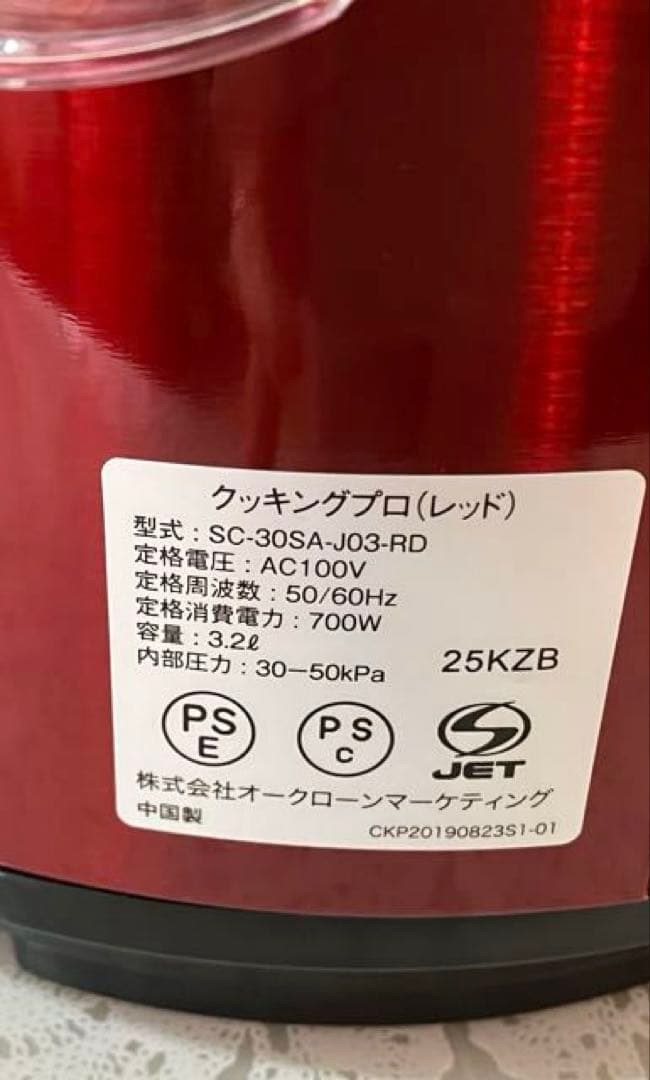 クッキングプロ(レッド)
型式:SC-30SA-J03-RD
定格電圧:AC100V
定格周波数:50/60Hz
定格消費電力:700W
容量:3.2ℓ
内部圧力:30－50kPa
25KZB
PS
E
PS
C
JET
株式会社オークローンマーケティング
中国製
CKP20190823S1-01